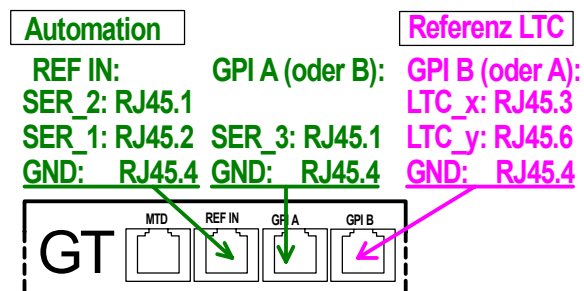 Automation Referenz LTC
REF IN: GPI A (oder B): GPI B (oder A):
SER_2: RJ45.1 LTC_x: RJ45.3
SER_1: RJ45.2 SER_3: RJ45.1 LTC_y: RJ45.6
GND: RJ45.4 GND: RJ45.4 GND: RJ45.4
MTD REF IN GPI A GPI B
GT